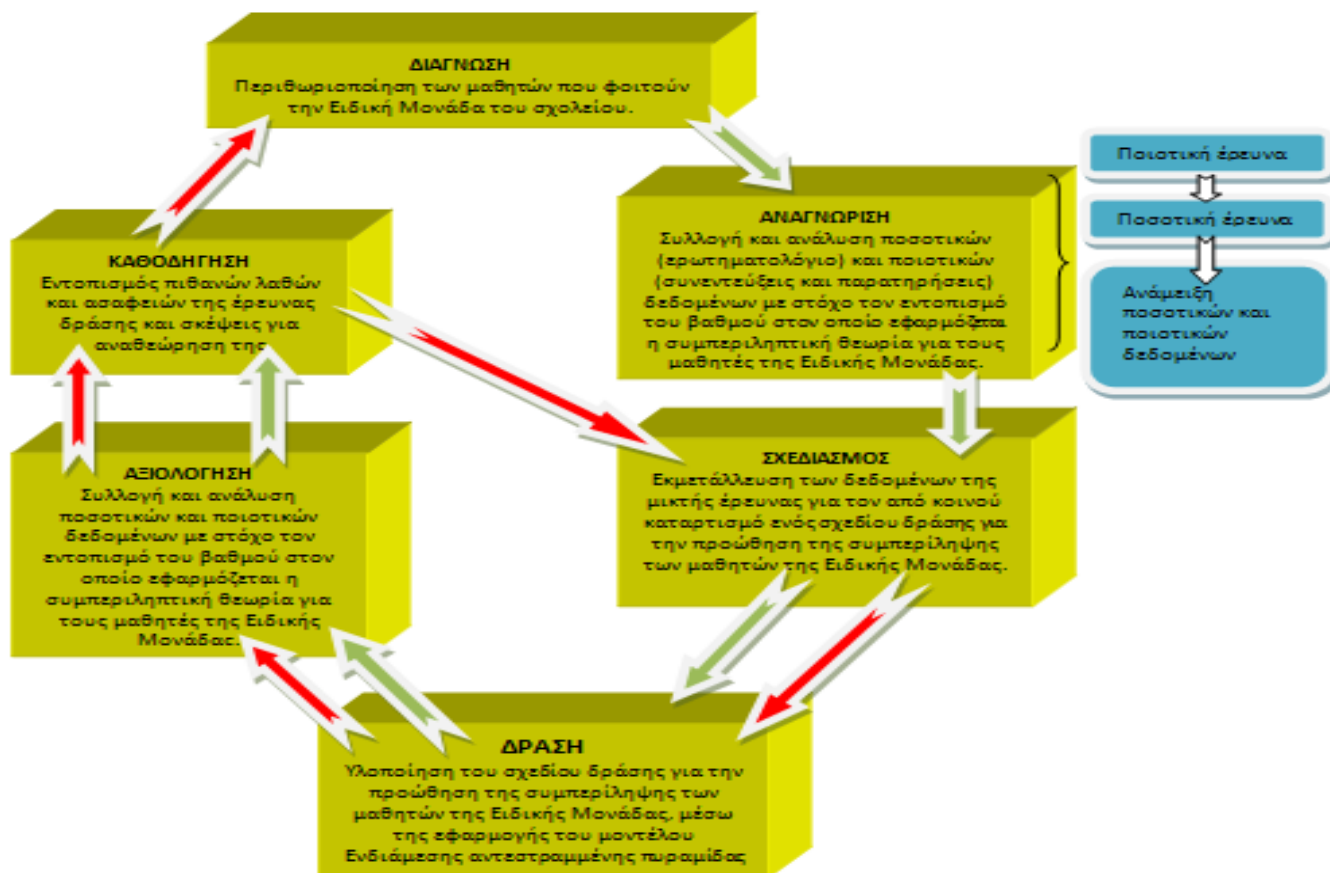 ΔΙΑΓΝΩΣΗ
Περιθωριοποίηση των μαθητών που φοιτούν
την Ειδική Μονάδα του σχολείου.
ΑΝΑΓΝΩΡΙΣΗ
Συλλογή και ανάλυση ποσοτικών
(ερωτηματολόγιο) και ποιοτικών
(συνεντεύξεις και παρατηρήσεις)
δεδομένων με στόχο τον εντοπισμό
του βαθμού στον οποίο εφαρμόζεται
η συμπεριληπτική θεωρία για τους
μαθητές της Ειδικής Μονάδας.
Ποιοτική έρευνα
Ποσοτική έρευνα
Ανάμειξη
ποσοτικών και
ποιοτικών
δεδομένων
ΣΧΕΔΙΑΣΜΟΣ
Εκμετάλλευση των δεδομένων της
μικτής έρευνας για τον από κοινού
καταρτισμό ενός σχεδίου δράσης για
την προώθηση της συμπερίληψης
των μαθητών της Ειδικής Μονάδας.
ΔΡΑΣΗ
Υλοποίηση του σχεδίου δράσης για την
προώθηση της συμπερίληψης των
μαθητών της Ειδικής Μονάδας, μέσω
της εφαρμογής του μοντέλου
Ενδιάμεσης αντεστραμμένης πυραμίδας
ΑΞΙΟΛΟΓΗΣΗ
Συλλογή και ανάλυση
ποσοτικών και ποιοτικών
δεδομένων με στόχο τον
εντοπισμό του βαθμού στον
οποίο εφαρμόζεται η
συμπεριληπτική θεωρία για
τους μαθητές της Ειδικής
Μονάδας.
ΚΑΘΟΔΗΓΗΣΗ
Εντοπισμός πιθανών λαθών
και ασαφειών της έρευνας
δράσης και σκέψεις για
αναθεώρηση της